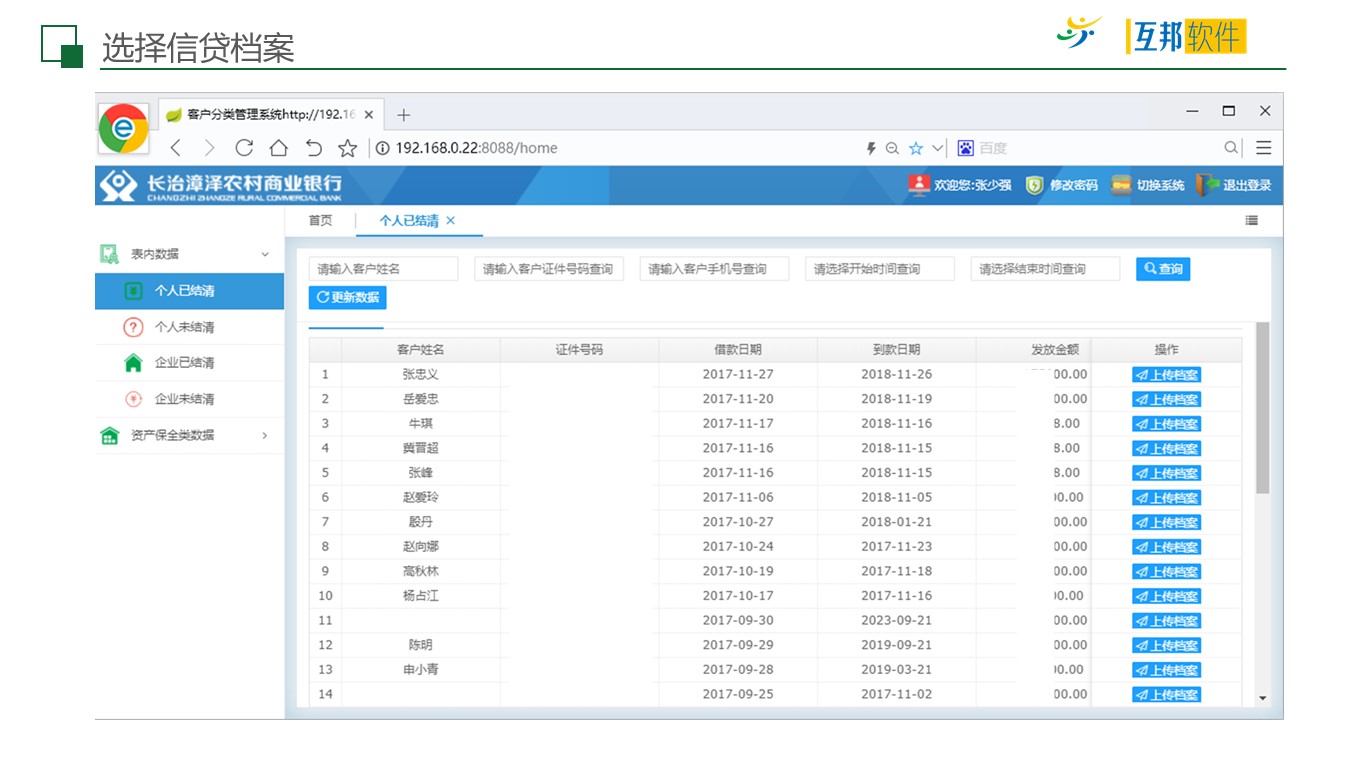 选择信贷档案
互邦软件
客户分类管理系统http://192.16
192.168.0.22:8088/home
百度
长治漳泽农村商业银行
CHANGZHI ZHANGZE RURAL COMMERCIAL BANK
欢迎您:张少强 修改密码 切换系统 退出登录
首页 个人已结清
表内数据
个人已结清
个人未结清
企业已结清
企业未结清
资产保全类数据
请输入客户姓名 请输入客户证件号码查询 请输入客户手机号查询 请选择开始时间查询 请选择结束时间查询 查询
更新数据
客户姓名 证件号码 借款日期 到款日期 发放金额 操作
1 张忠义 2017-11-27 2018-11-26 00.00 上传档案
2 岳爱忠 2017-11-20 2018-11-19 00.00 上传档案
3 牛琪 2017-11-17 2018-11-16 8.00 上传档案
4 冀晋超 2017-11-16 2018-11-15 8.00 上传档案
5 张峰 2017-11-16 2018-11-15 8.00 上传档案
6 赵爱玲 2017-11-06 2018-11-05 00.00 上传档案
7 殷丹 2017-10-27 2018-01-21 00.00 上传档案
8 赵向娜 2017-10-24 2017-11-23 00.00 上传档案
9 高秋林 2017-10-19 2017-11-18 00.00 上传档案
10 杨占江 2017-10-17 2017-11-16 00.00 上传档案
11 2017-09-30 2023-09-21 00.00 上传档案
12 陈明 2017-09-29 2019-09-21 00.00 上传档案
13 申小青 2017-09-28 2019-03-21 00.00 上传档案
14 2017-09-25 2017-11-02 00.00 上传档案